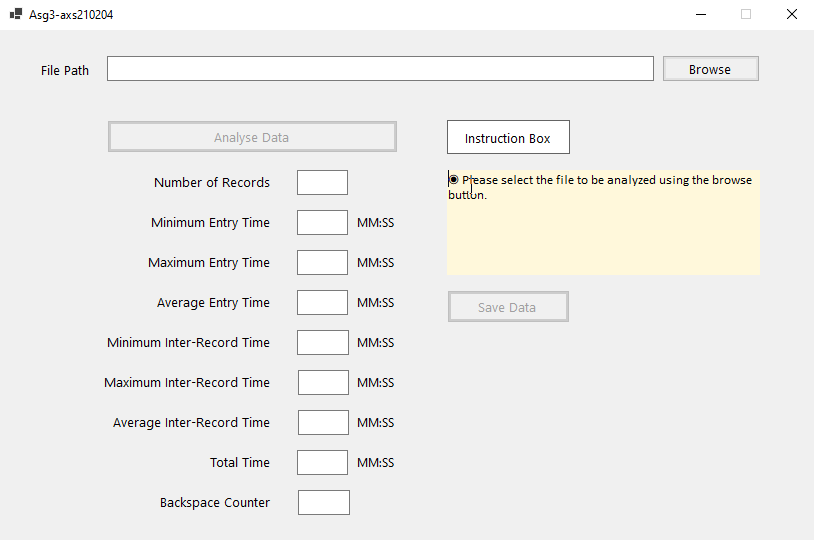 Asg3-axs210204
File Path
Browse
Analyse Data
Instruction Box
Number of Records
◉ Please select the file to be analyzed using the browse
button.
Minimum Entry Time MM:SS
Maximum Entry Time MM:SS
Average Entry Time MM:SS
Save Data
Minimum Inter-Record Time MM:SS
Maximum Inter-Record Time MM:SS
Average Inter-Record Time MM:SS
Total Time MM:SS
Backspace Counter